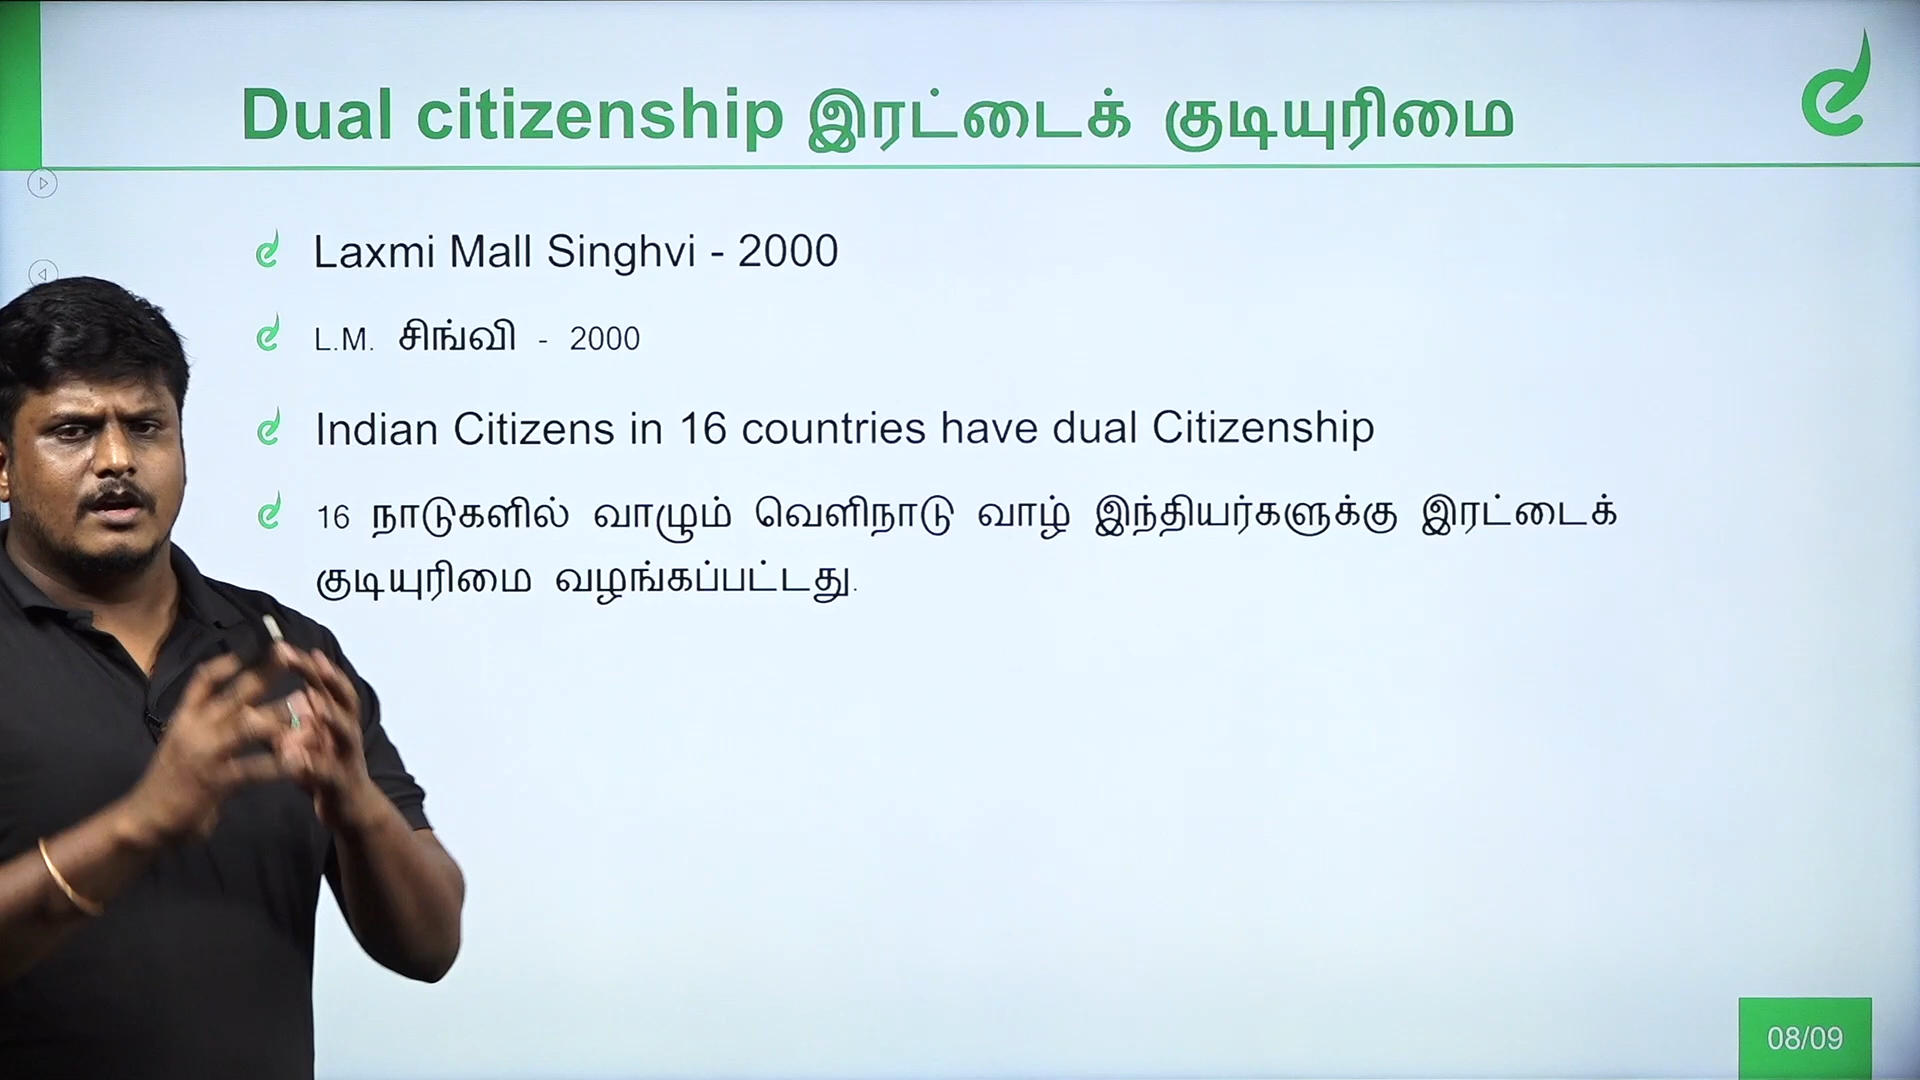 Dual citizenship இரட்டைக் குடியுரிமை
Laxmi Mall Singhvi - 2000
L.M. சிங்வி - 2000
Indian Citizens in 16 countries have dual Citizenship
16 நாடுகளில் வாழும் வெளிநாடு வாழ் இந்தியர்களுக்கு இரட்டைக்
குடியுரிமை வழங்கப்பட்டது.
08/09